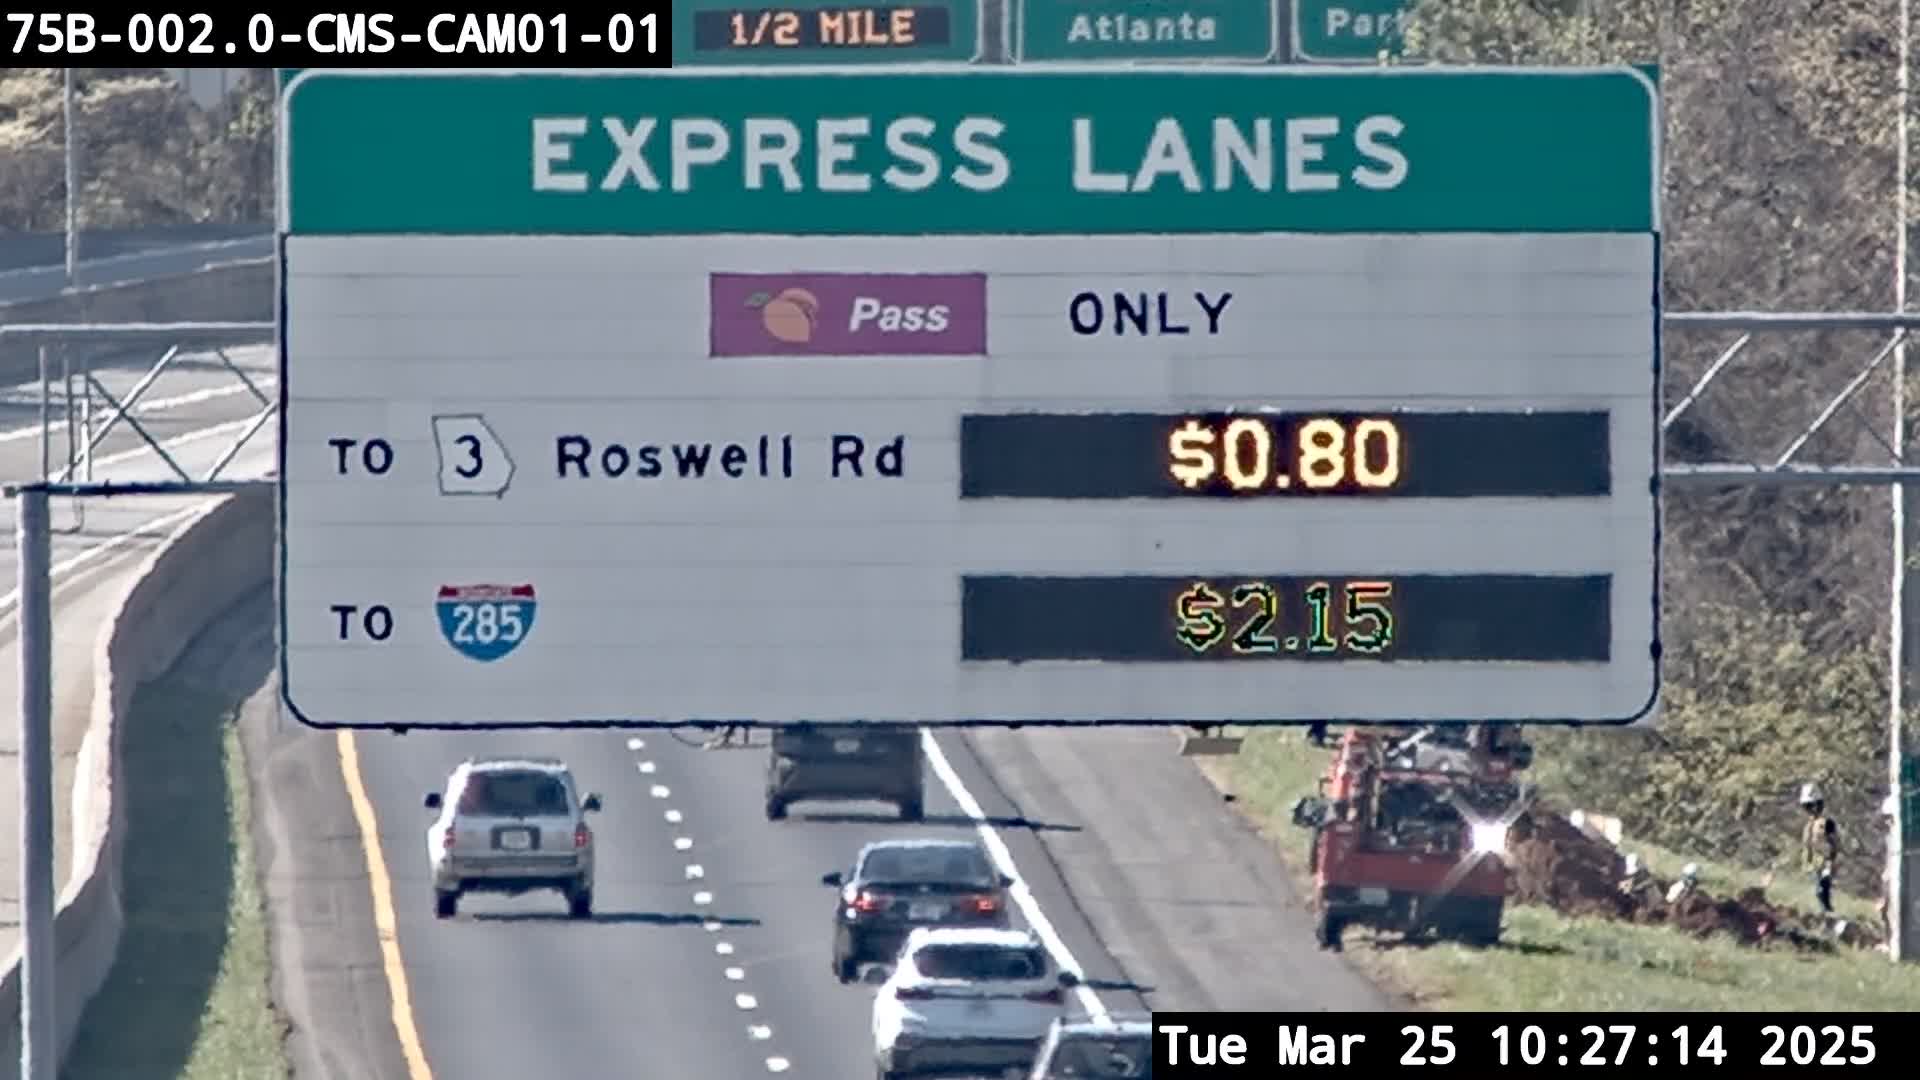 75B-002.0-CMS-CAM01-01
1/2 MILE
Atlanta
EXPRESS LANES
Pass ONLY
TO 3 Roswell Rd $0.80
TO 285 $2.15
Tue Mar 25 10:27:14 2025